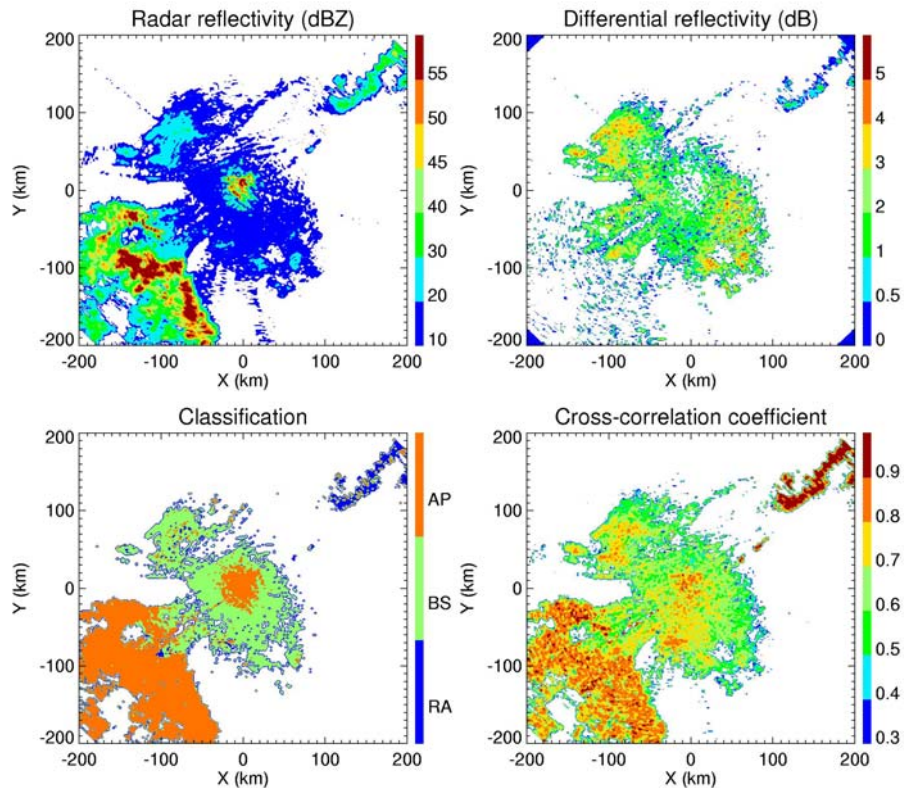 Radar reflectivity (dBZ)
Differential reflectivity (dB)
200
100
0
-100
-200
Y (km)
-200 -100 0 100 200
X (km)
55
50
45
40
30
20
10
200
100
0
-100
-200
Y (km)
-200 -100 0 100 200
X (km)
5
4
3
2
1
0.5
0
Classification
Cross-correlation coefficient
200
100
0
-100
-200
Y (km)
-200 -100 0 100 200
X (km)
AP
BS
RA
200
100
0
-100
-200
Y (km)
-200 -100 0 100 200
X (km)
0.9
0.8
0.7
0.6
0.5
0.4
0.3